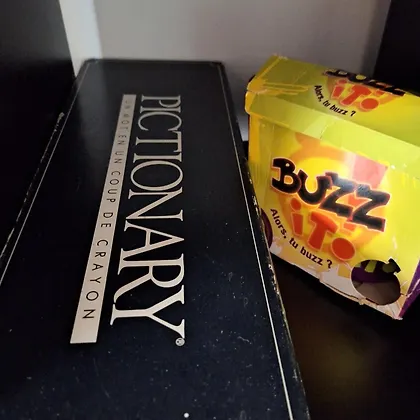 PICTIONARY®
UN MOT EN UN COUP DE CRAYON
BUZZ
iT!
Alors, tu buzz ?
BUZZ
iT!
Alors, tu buzz ?